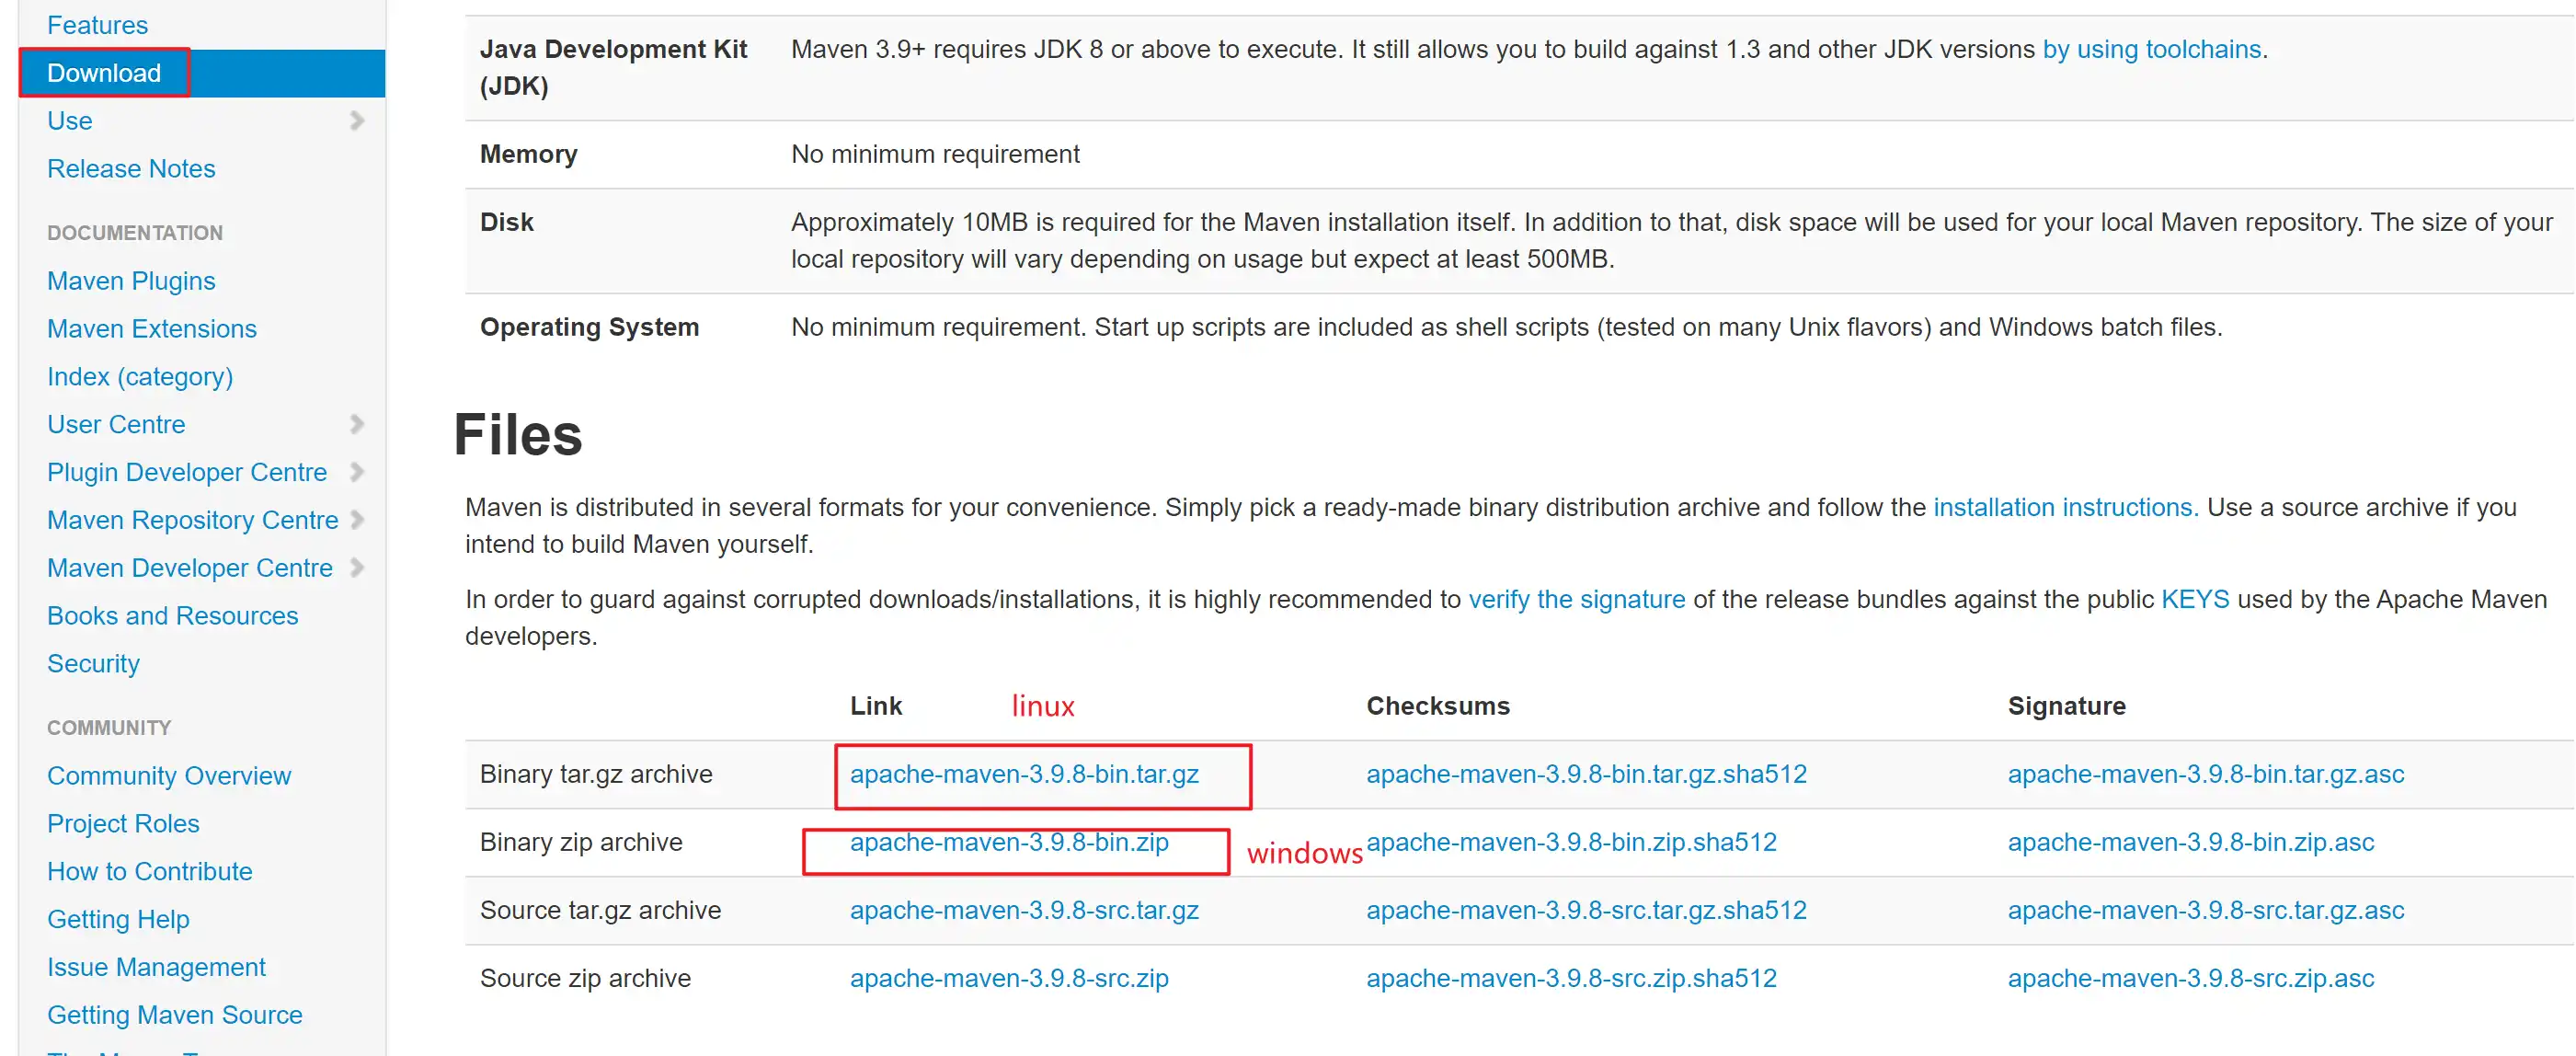 Features
Download
Use
Release Notes
DOCUMENTATION
Maven Plugins
Maven Extensions
Index (category)
User Centre
Plugin Developer Centre
Maven Repository Centre
Maven Developer Centre
Books and Resources
Security
COMMUNITY
Community Overview
Project Roles
How to Contribute
Getting Help
Issue Management
Getting Maven Source
Java Development Kit (JDK) Maven 3.9+ requires JDK 8 or above to execute. It still allows you to build against 1.3 and other JDK versions by using toolchains.
Memory No minimum requirement
Disk Approximately 10MB is required for the Maven installation itself. In addition to that, disk space will be used for your local Maven repository. The size of your
local repository will vary depending on usage but expect at least 500MB.
Operating System No minimum requirement. Start up scripts are included as shell scripts (tested on many Unix flavors) and Windows batch files.
Files
Maven is distributed in several formats for your convenience. Simply pick a ready-made binary distribution archive and follow the installation instructions. Use a source archive if you
intend to build Maven yourself.
In order to guard against corrupted downloads/installations, it is highly recommended to verify the signature of the release bundles against the public KEYS used by the Apache Maven
developers.
Link linux Checksums Signature
Binary tar.gz archive apache-maven-3.9.8-bin.tar.gz apache-maven-3.9.8-bin.tar.gz.sha512 apache-maven-3.9.8-bin.tar.gz.asc
Binary zip archive apache-maven-3.9.8-bin.zip windows apache-maven-3.9.8-bin.zip.sha512 apache-maven-3.9.8-bin.zip.asc
Source tar.gz archive apache-maven-3.9.8-src.tar.gz apache-maven-3.9.8-src.tar.gz.sha512 apache-maven-3.9.8-src.tar.gz.asc
Source zip archive apache-maven-3.9.8-src.zip apache-maven-3.9.8-src.zip.sha512 apache-maven-3.9.8-src.zip.asc